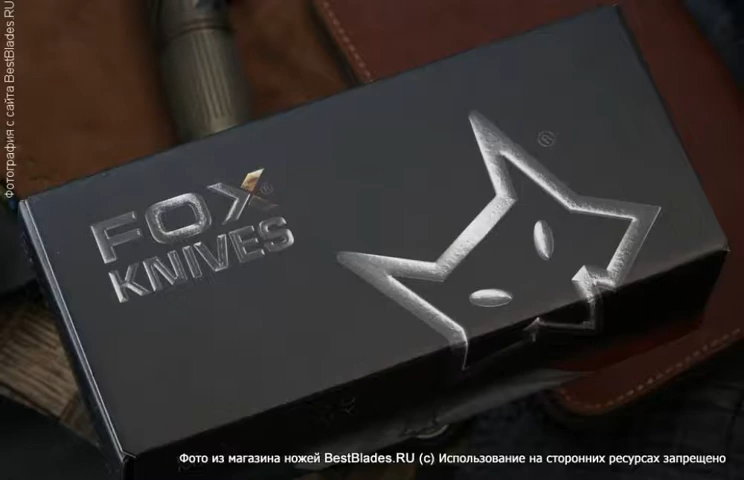 Фотография с сайта BestBlades.RU
FOX®
KNIVES
®
Фото из магазина ножей BestBlades.RU (с) Использование на сторонних ресурсах запрещено